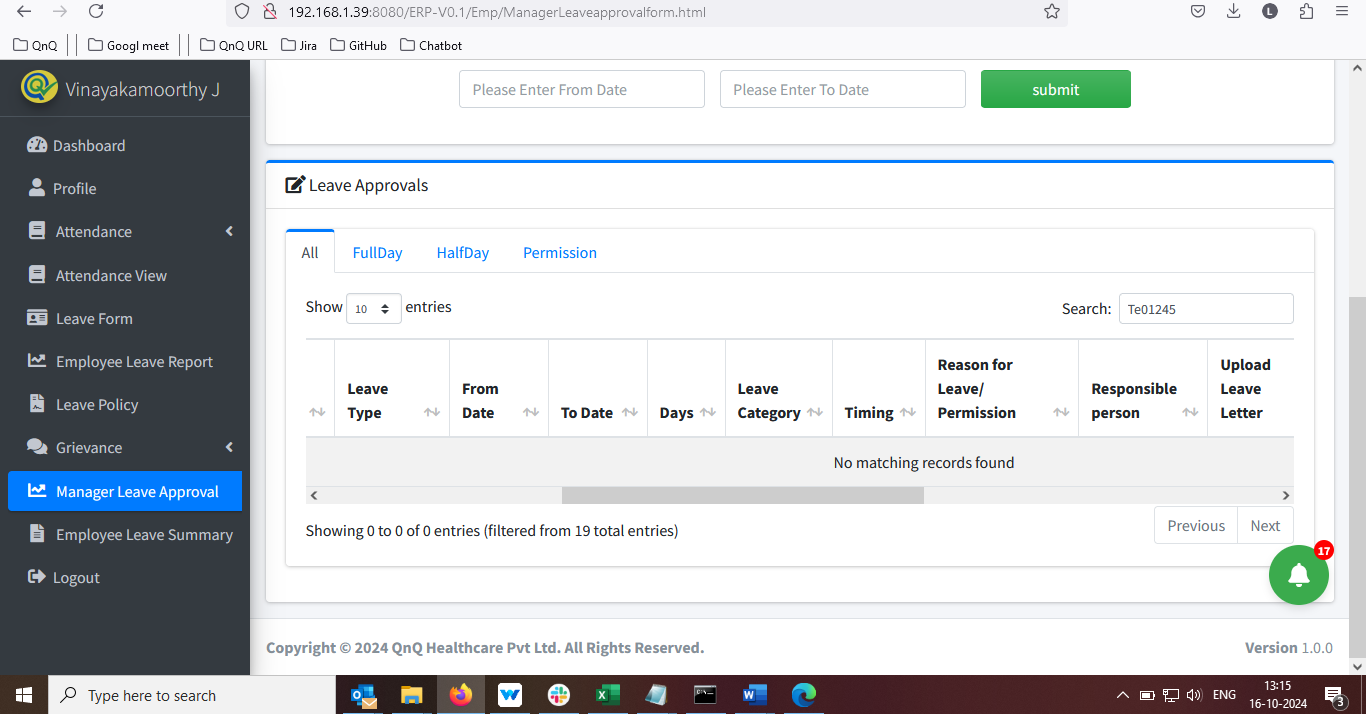 192.168.1.39:8080/ERP-V0.1/Emp/ManagerLeaveapprovalform.html
L
QnQ
Googl meet
QnQ URL
Jira
GitHub
Chatbot
Vinayakamoorthy J
Dashboard
Profile
Attendance
Attendance View
Leave Form
Employee Leave Report
Leave Policy
Grievance
Manager Leave Approval
Employee Leave Summary
Logout
Please Enter From Date
Please Enter To Date
submit
Leave Approvals
All
FullDay
HalfDay
Permission
Show 10 entries
Search: Te01245
Leave Type
From Date
To Date
Days
Leave Category
Timing
Reason for Leave/ Permission
Responsible person
Upload Leave Letter
No matching records found
Showing 0 to 0 of 0 entries (filtered from 19 total entries)
Previous
Next
17
Copyright © 2024 QnQ Healthcare Pvt Ltd. All Rights Reserved.
Version 1.0.0
Type here to search
ENG
13:15
16-10-2024
3